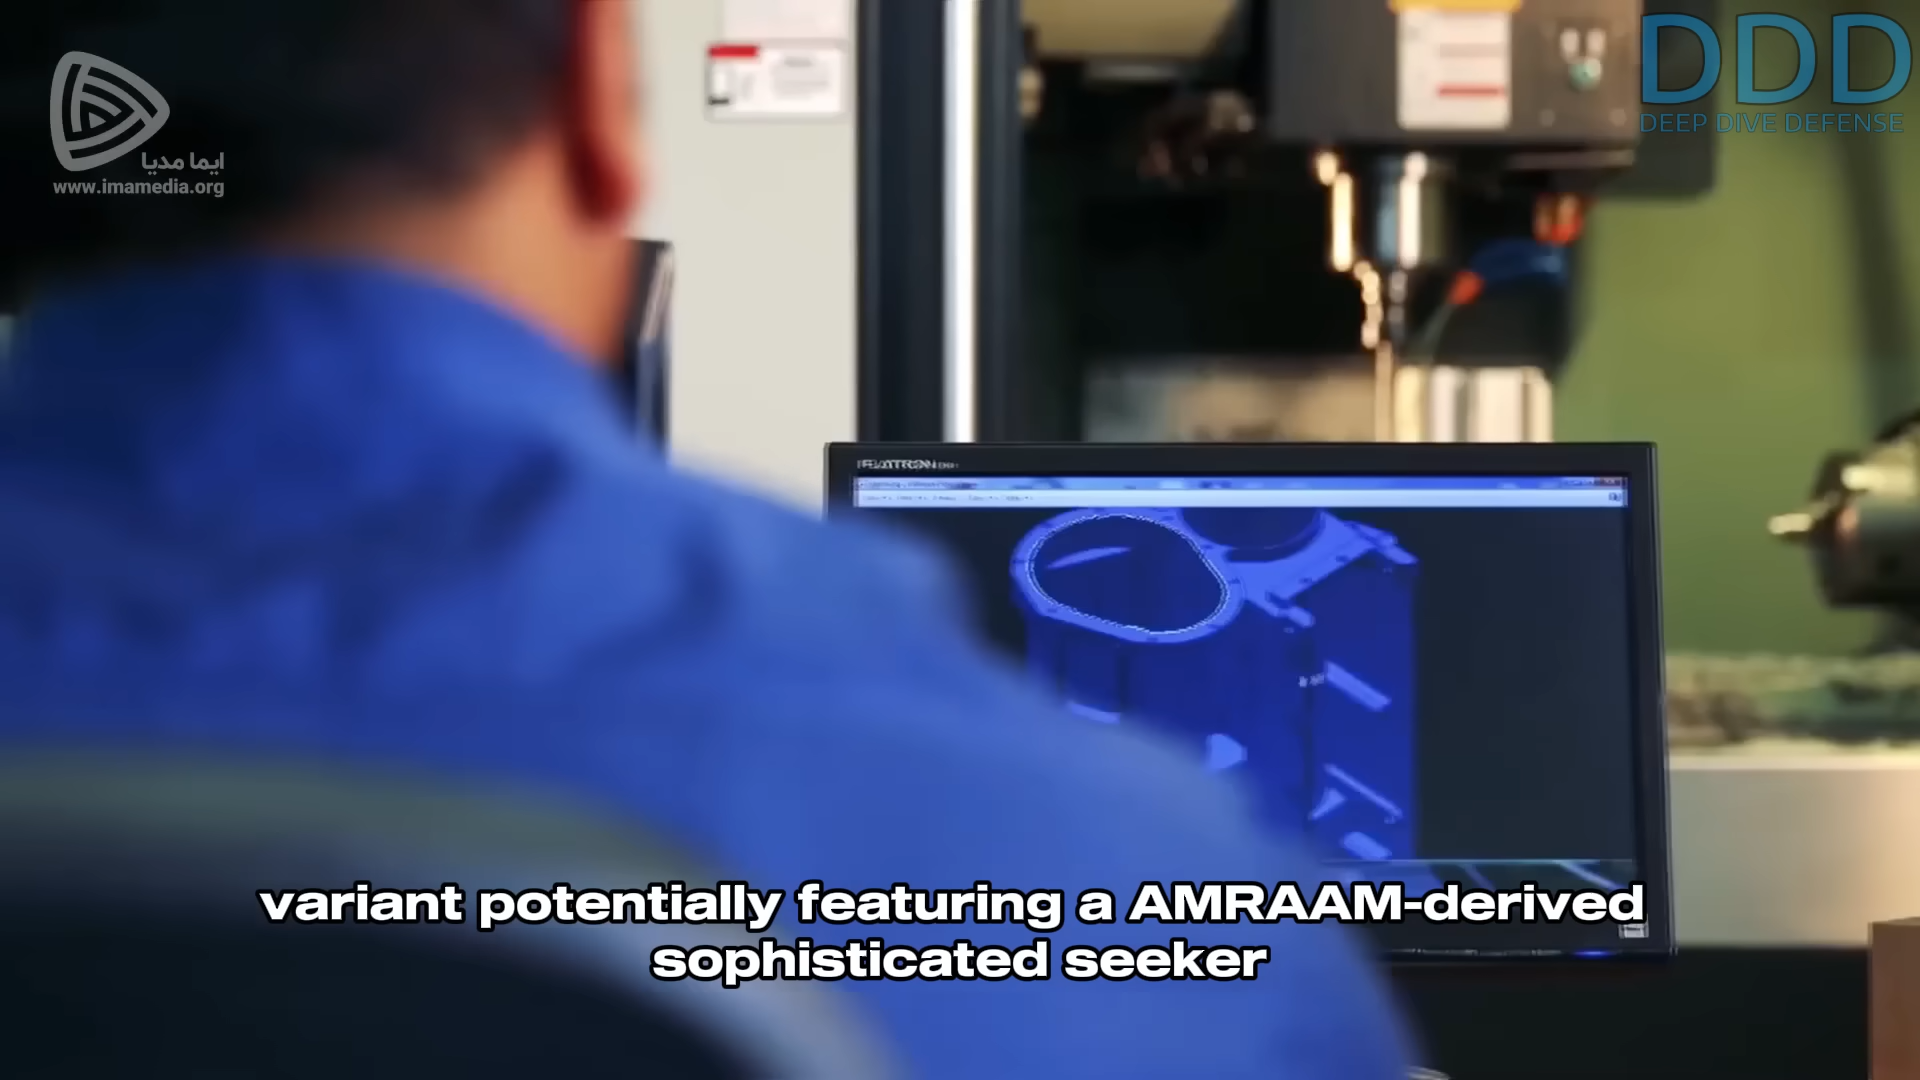 ایما مدیا
www.imamedia.org
DDD
DEEP DIVE DEFENSE
FLATRON
variant potentially featuring a AMRAAM-derived
sophisticated seeker